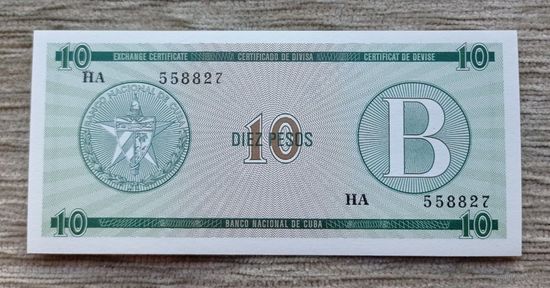 10 EXCHANGE CERTIFICATE CERTIFICADO DE DIVISA CERTIFICAT DE DEVISE 10
HA 558827
BANCO NACIONAL DE CUBA
10
DIEZ PESOS
B
HA 558827
10 BANCO NACIONAL DE CUBA 10